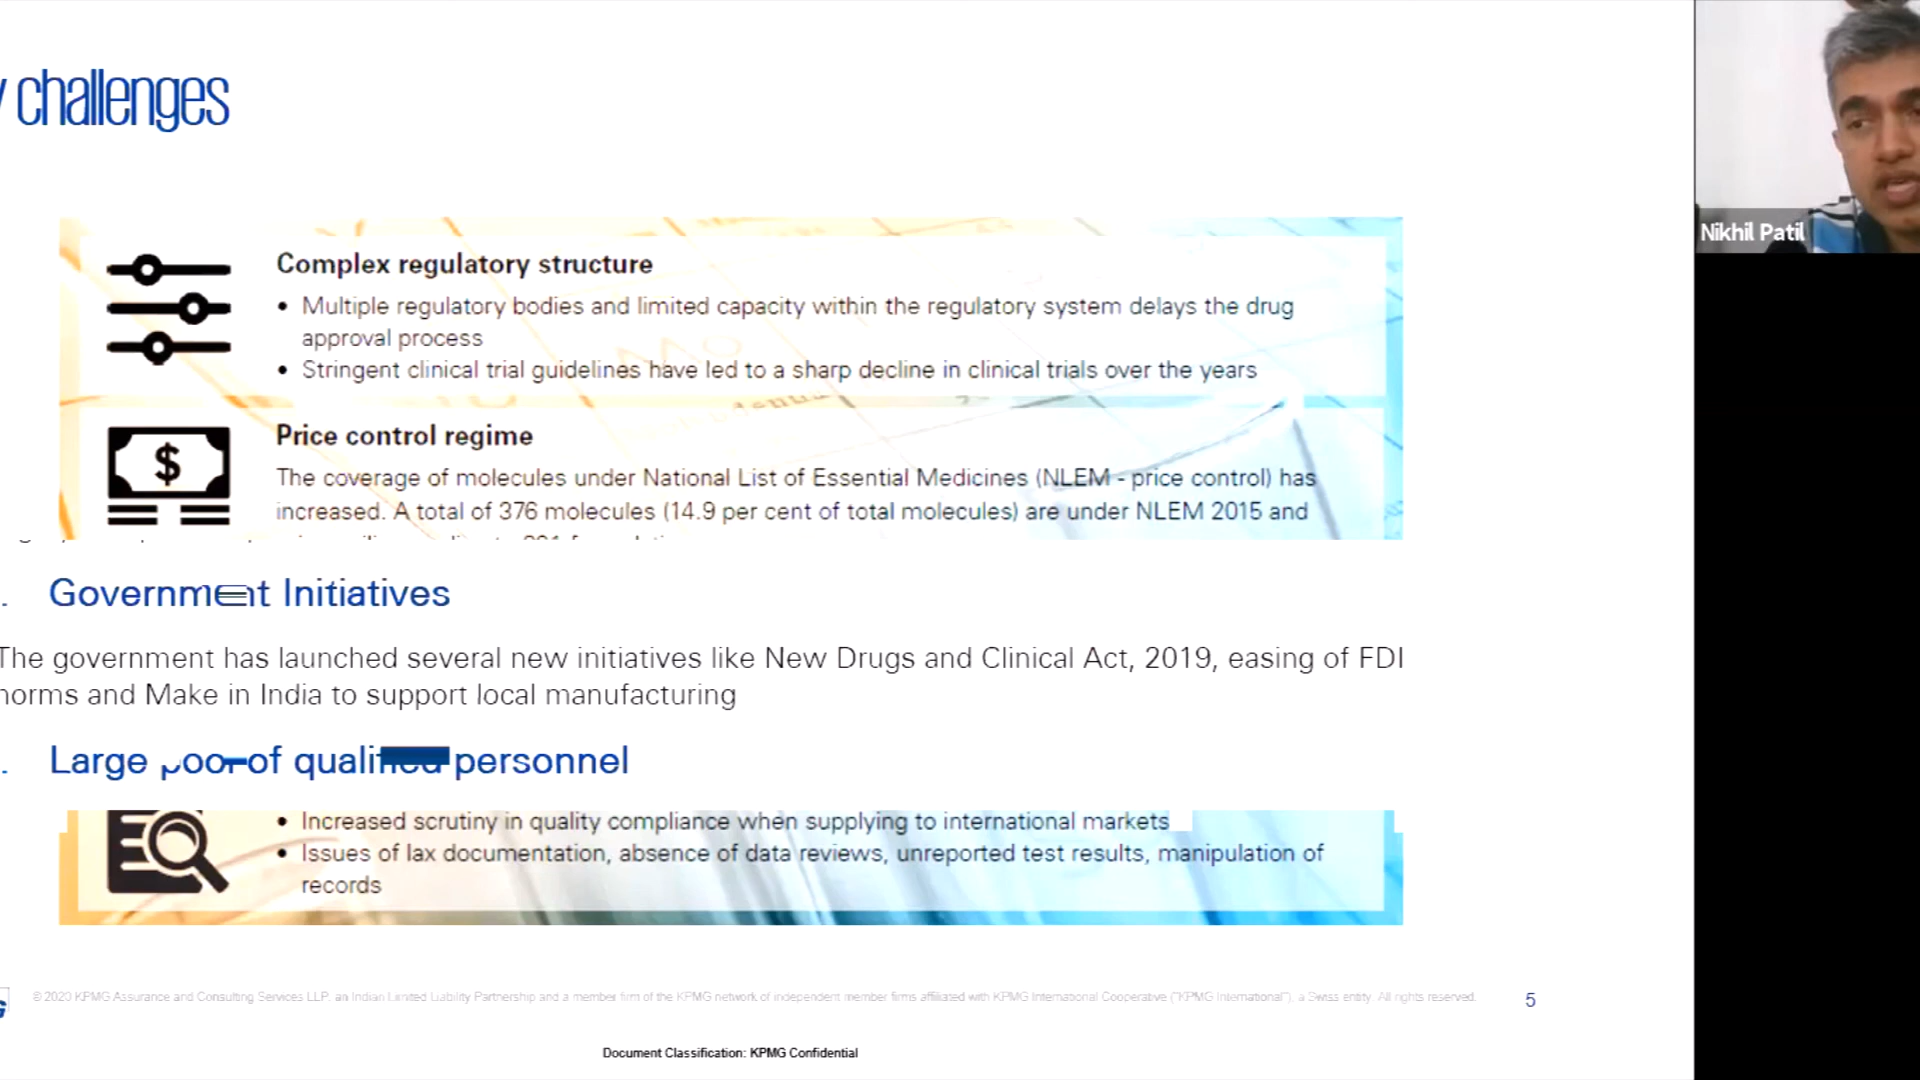 challenges
Nikhil Patil
Complex regulatory structure
• Multiple regulatory bodies and limited capacity within the regulatory system delays the drug
approval process
• Stringent clinical trial guidelines have led to a sharp decline in clinical trials over the years
$
Price control regime
The coverage of molecules under National List of Essential Medicines (NLEM - price control) has
increased. A total of 376 molecules (14.9 per cent of total molecules) are under NLEM 2015 and
. Government Initiatives
The government has launched several new initiatives like New Drugs and Clinical Act, 2019, easing of FDI
norms and Make in India to support local manufacturing
. Large of qualified personnel
• Increased scrutiny in quality compliance when supplying to international markets
• Issues of lax documentation, absence of data reviews, unreported test results, manipulation of
records
© 2020 KPMG Assurance and Consulting Services LLP, an Indian Limited Liability Partnership and a member firm of the KPMG network of independent member firms affiliated with KPMG International Cooperative ("KPMG International"), a Swiss entity. All rights reserved.
5
Document Classification: KPMG Confidential